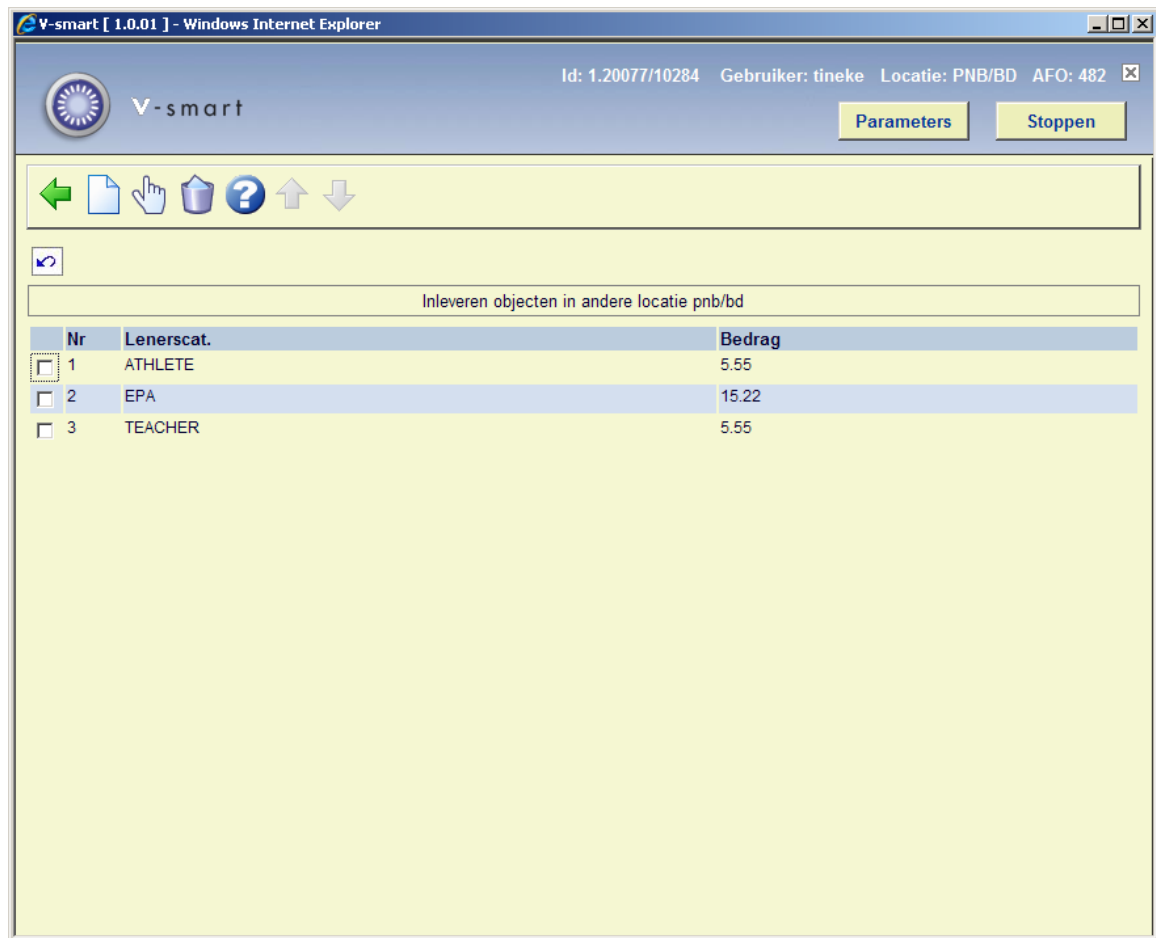 V-smart [ 1.0.01 ] - Windows Internet Explorer
Id: 1.20077/10284 Gebruiker: tineke Locatie: PNB/BD AFO: 482
V-smart
Parameters Stoppen
Inleveren objecten in andere locatie pnb/bd
Nr Lenerscat. Bedrag
1 ATHLETE 5.55
2 EPA 15.22
3 TEACHER 5.55